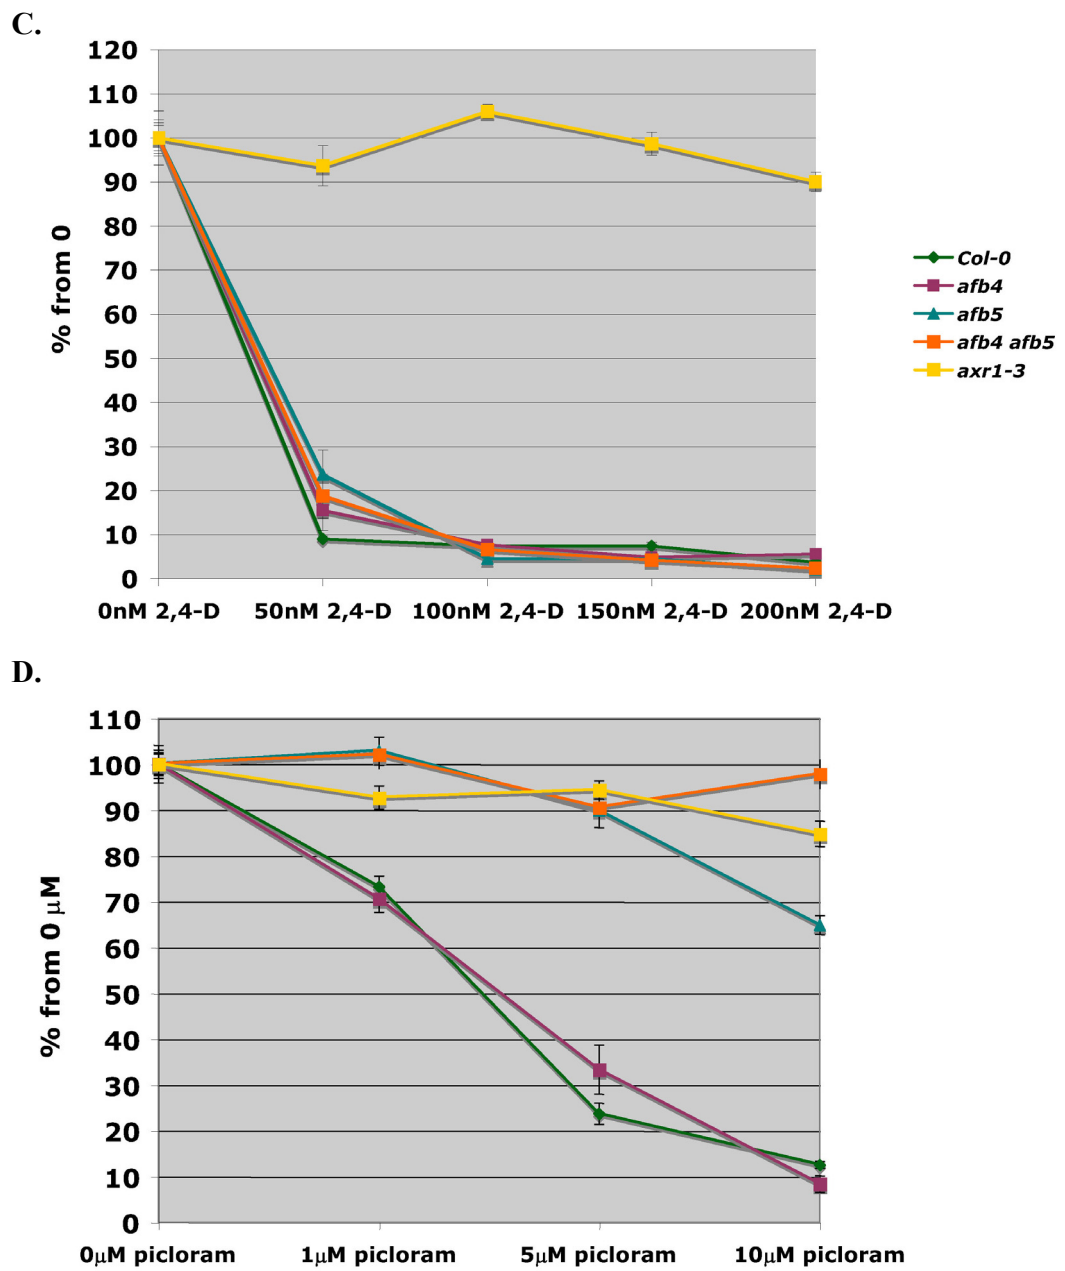 C.
120
110
100
90
80
70
60
50
40
30
20
10
0
% from 0
0nM 2,4-D 50nM 2,4-D 100nM 2,4-D 150nM 2,4-D 200nM 2,4-D
Col-0
afb4
afb5
afb4 afb5
axr1-3
D.
110
100
90
80
70
60
50
40
30
20
10
0
% from 0 μM
0μM picloram 1μM picloram 5μM picloram 10μM picloram